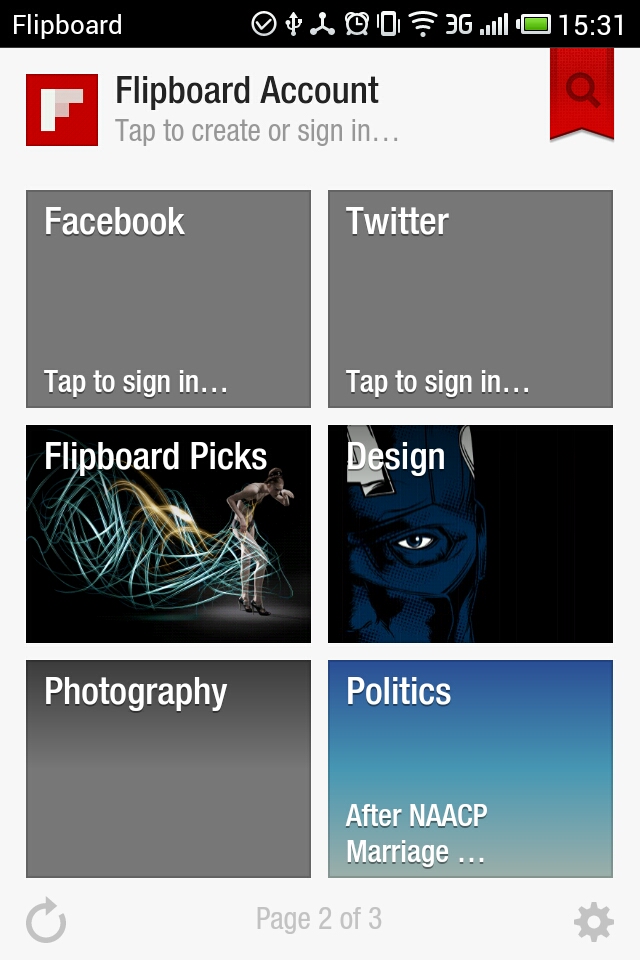 Flipboard 3G 15:31
Flipboard Account
Tap to create or sign in…
Facebook
Twitter
Tap to sign in…
Tap to sign in…
Flipboard Picks
Design
Photography
Politics
After NAACP
Marriage …
Page 2 of 3